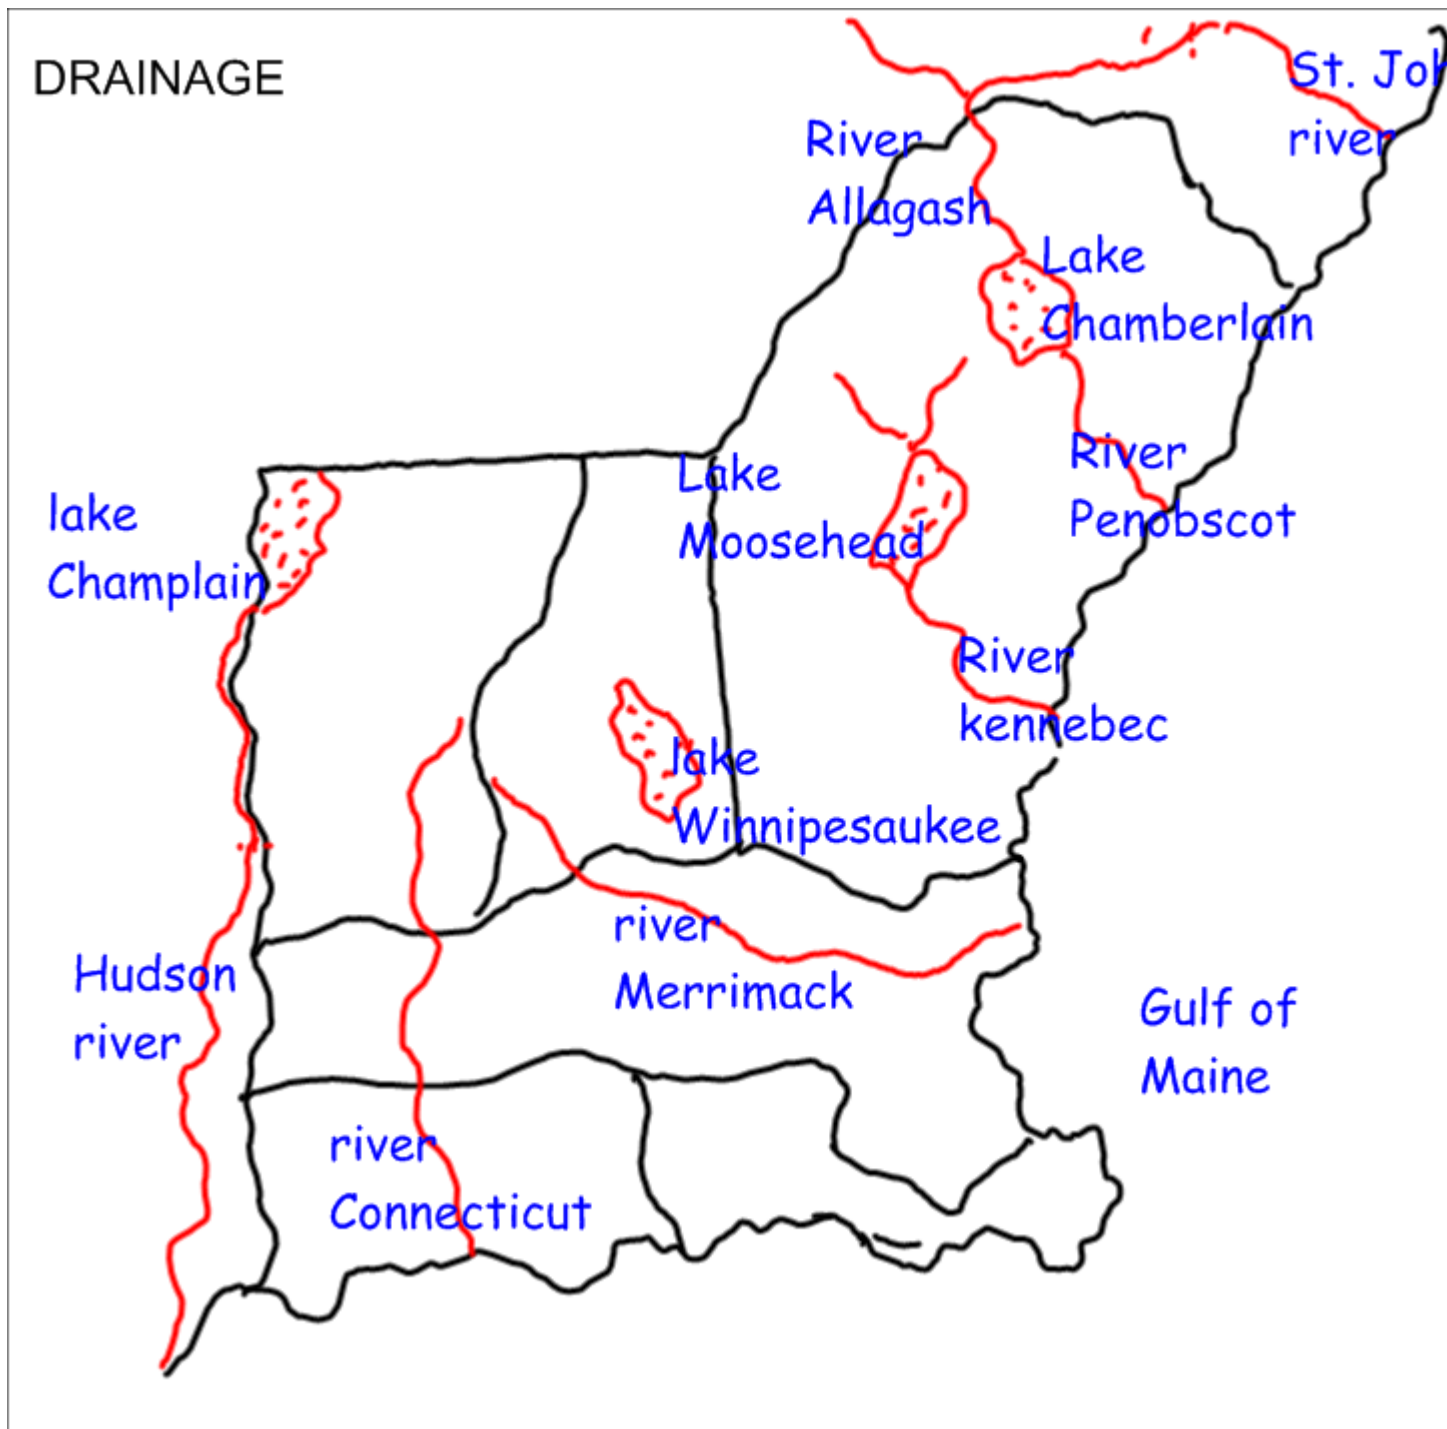 DRAINAGE
St. Joh
river
River
Allagash
Lake
Chamberlain
River
Penobscot
Lake
Moosehead
lake
Champlain
River
kennebec
lake
Winnipesaukee
river
Merrimack
Hudson
river
Gulf of
Maine
river
Connecticut